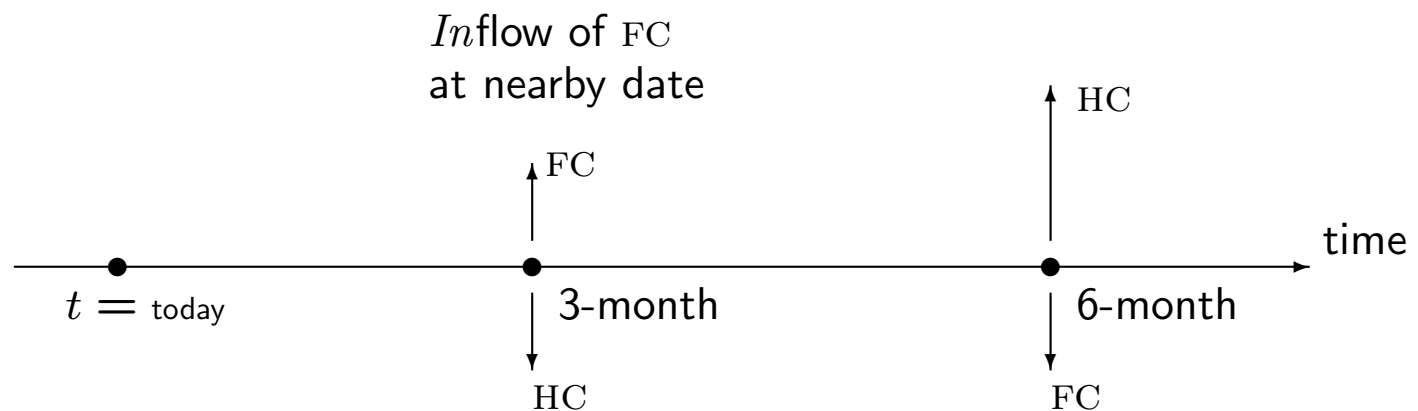 Inflow of FC
at nearby date
HC
FC
time
t = today
3-month
6-month
HC
FC